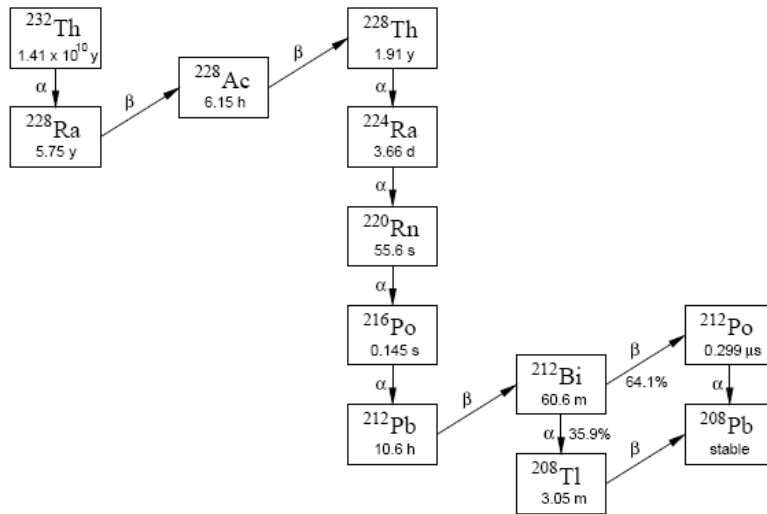 ²³²Th
1.41 x 10¹⁰ y
α
²²⁸Ra
5.75 y
β
²²⁸Ac
6.15 h
β
²²⁸Th
1.91 y
α
²²⁴Ra
3.66 d
α
²²⁰Rn
55.6 s
α
²¹⁶Po
0.145 s
α
²¹²Pb
10.6 h
β
²¹²Bi
60.6 m
β
64.1%
²¹²Po
0.299 µs
α
α 35.9%
²⁰⁸Tl
3.05 m
β
²⁰⁸Pb
stable